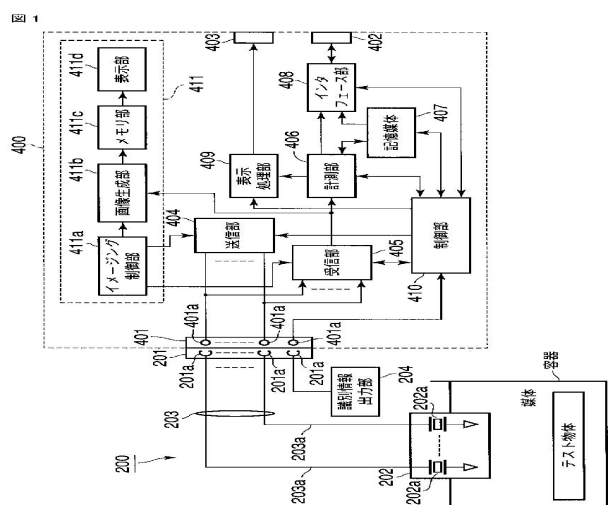 図 1
400
411
411a
イメージング
制御部
411b
画像生成部
411c
メモリ部
411d
表示部
403
402
408
インタ
フェース部
409
表示
処理部
406
計測部
407
記憶媒体
404
送信部
405
受信部
410
制御部
401
401a
401a
401a
201
201a
201a
201a
203
204
識別情報
出力部
200
203a
203a
202
202a
202a
容器
媒体
テスト物体